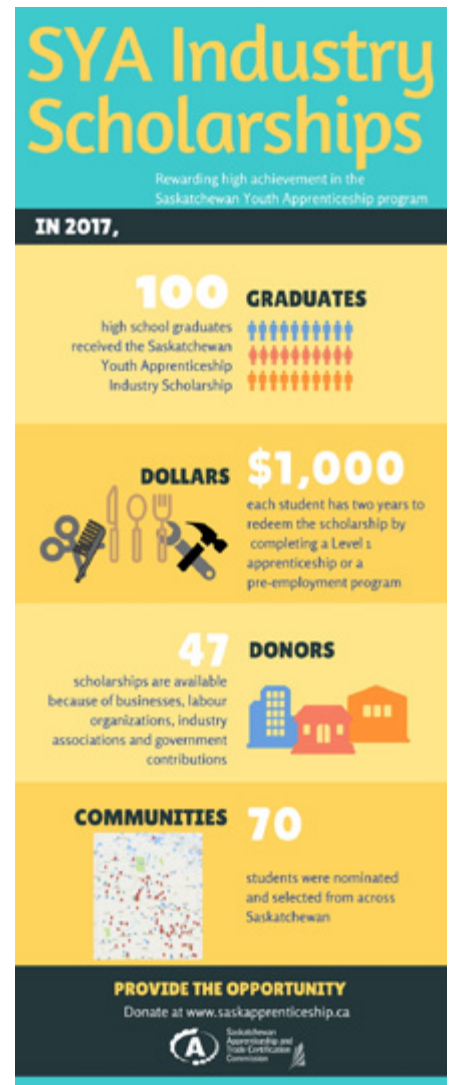 SYA Industry
Scholarships
Rewarding high achievement in the
Saskatchewan Youth Apprenticeship program
IN 2017,
100 GRADUATES
high school graduates
received the Saskatchewan
Youth Apprenticeship
Industry Scholarship
DOLLARS $1,000
each student has two years to
redeem the scholarship by
completing a Level 1
apprenticeship or a
pre-employment program
47 DONORS
scholarships are available
because of businesses, labour
organizations, industry
associations and government
contributions
COMMUNITIES 70
students were nominated
and selected from across
Saskatchewan
PROVIDE THE OPPORTUNITY
Donate at www.saskapprenticeship.ca
A
Saskatchewan
Apprenticeship and
Trade Certification
Commission